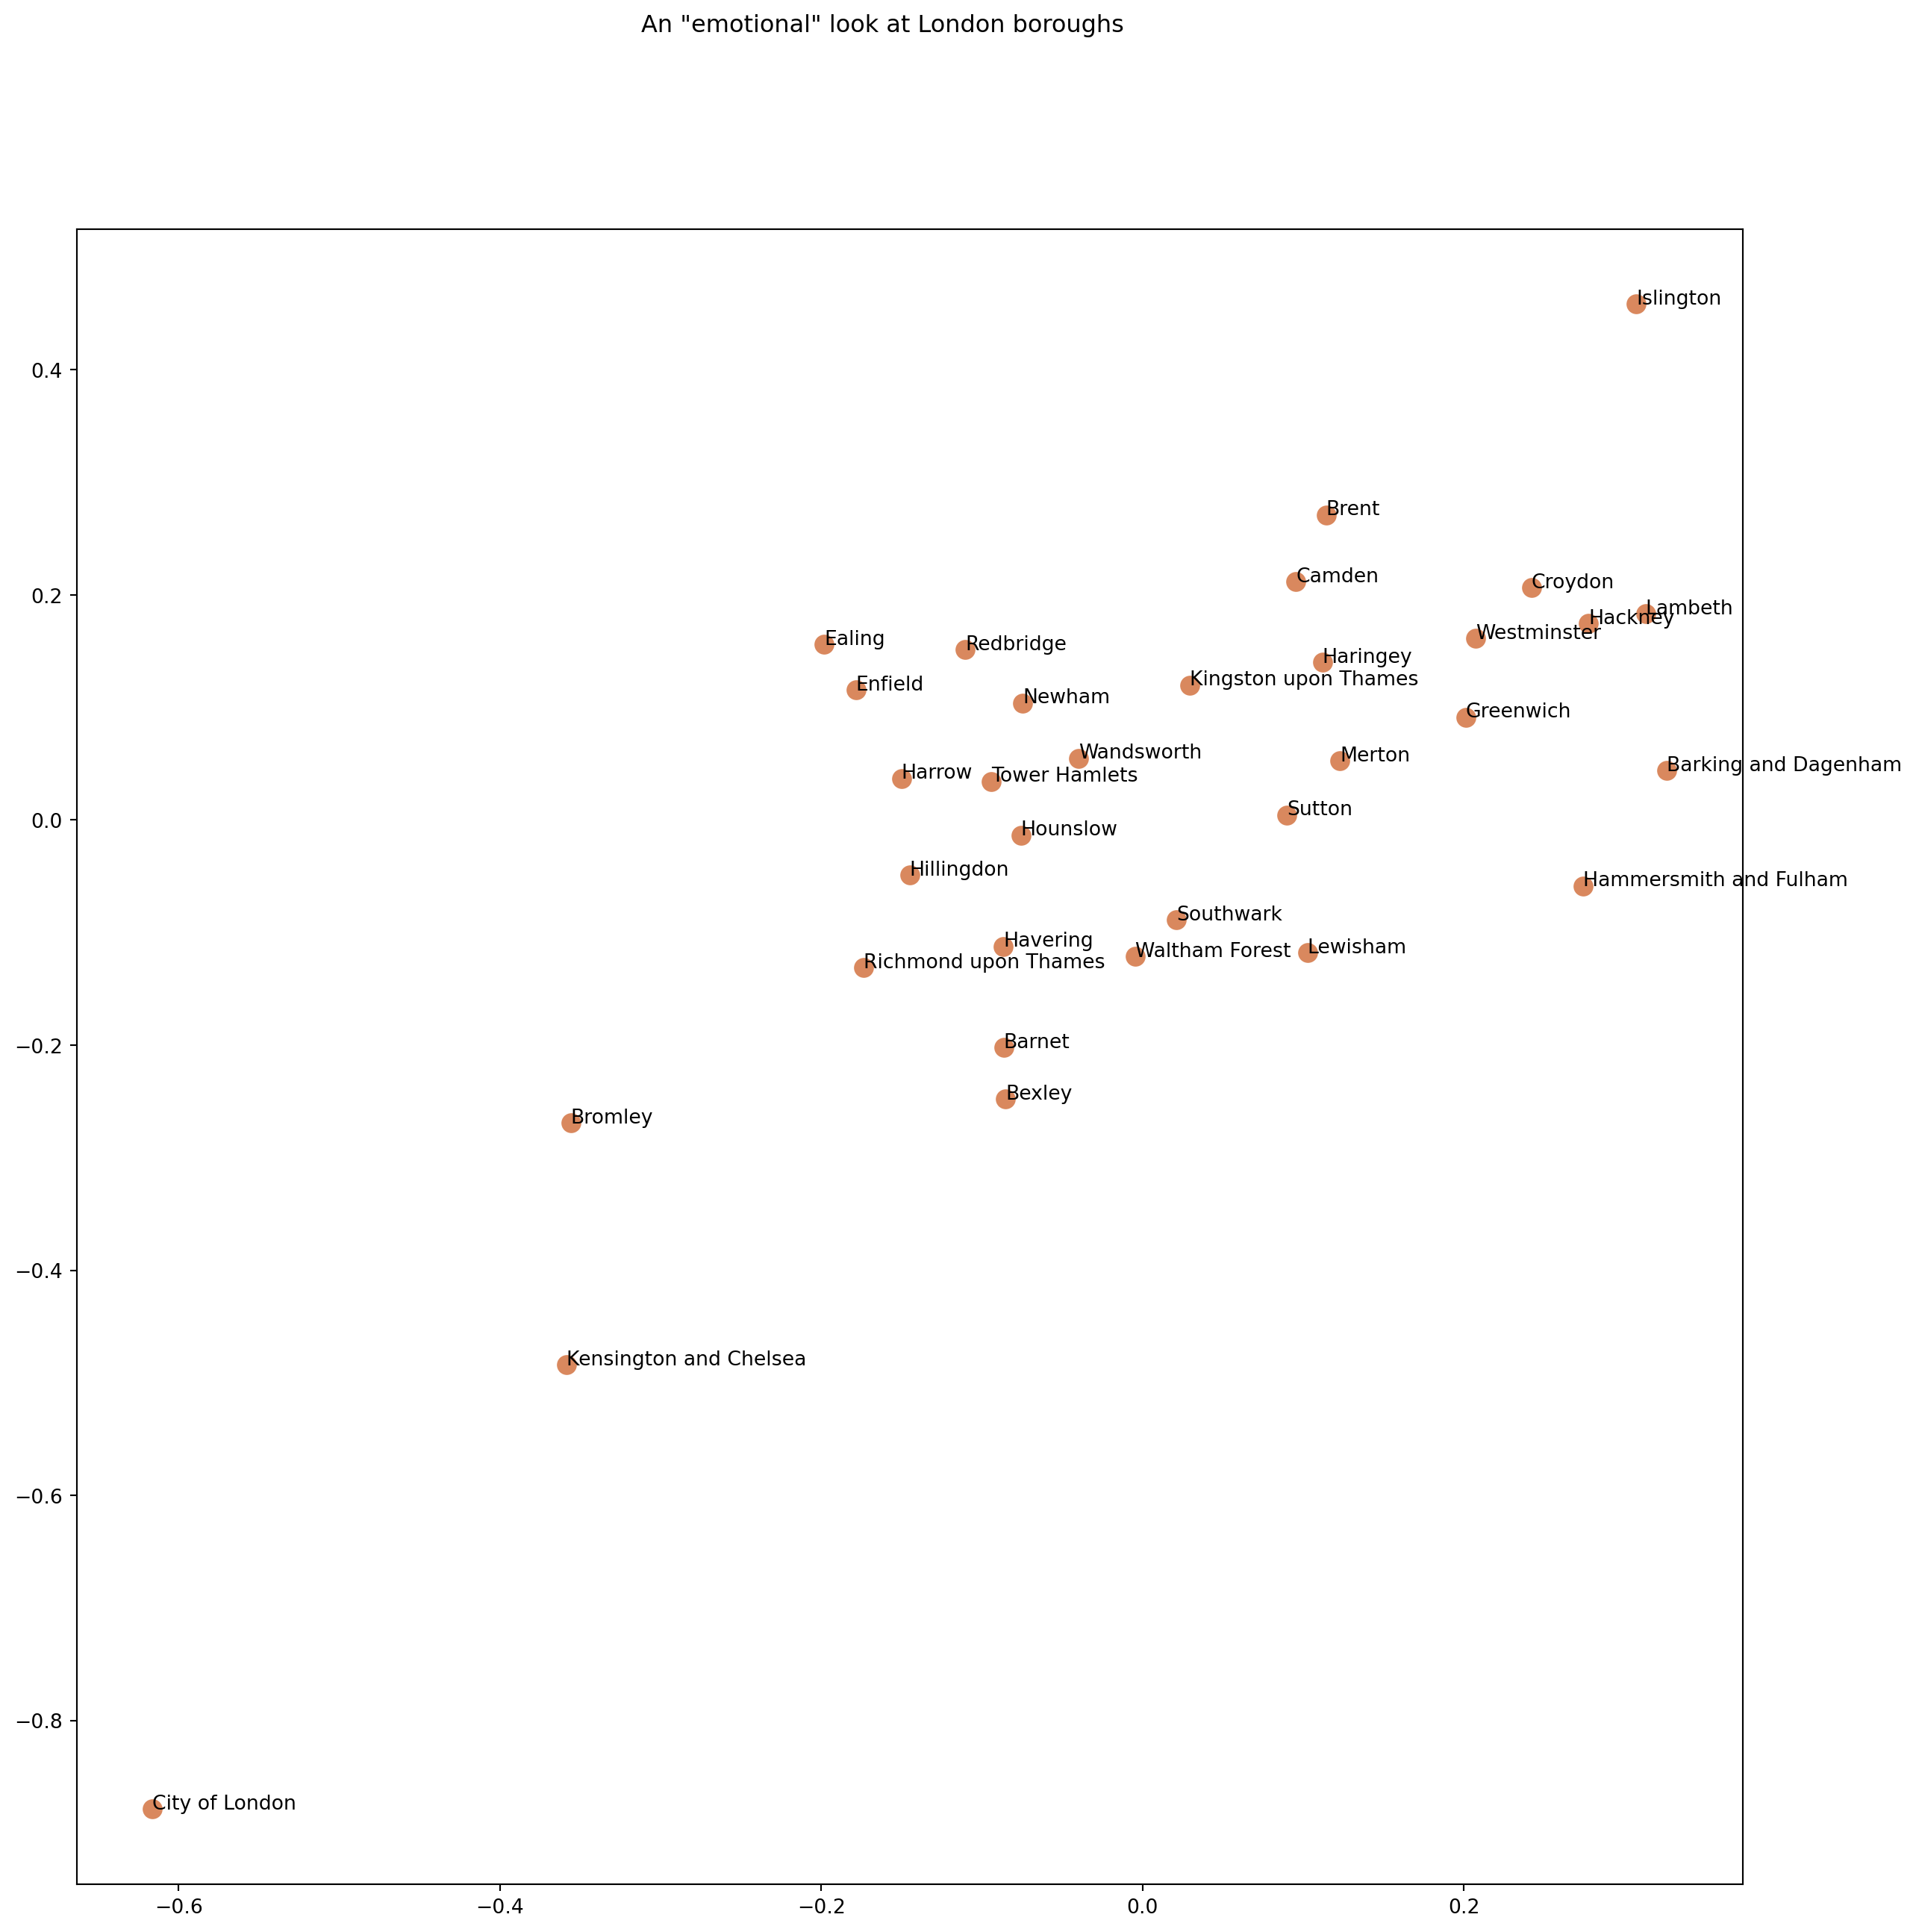 An "emotional" look at London boroughs
Islington
0.4
Brent
Camden
Croydon
0.2
Lambeth
Hackney
Westminster
Ealing
Redbridge
Haringey
Kingston upon Thames
Enfield
Newham
Greenwich
Wandsworth
Merton
Barking and Dagenham
Harrow
Tower Hamlets
0.0
Sutton
Hounslow
Hillingdon
Hammersmith and Fulham
Southwark
Havering
Waltham Forest
Lewisham
Richmond upon Thames
−0.2
Barnet
Bexley
Bromley
−0.4
Kensington and Chelsea
−0.6
−0.8
City of London
−0.6
−0.4
−0.2
0.0
0.2